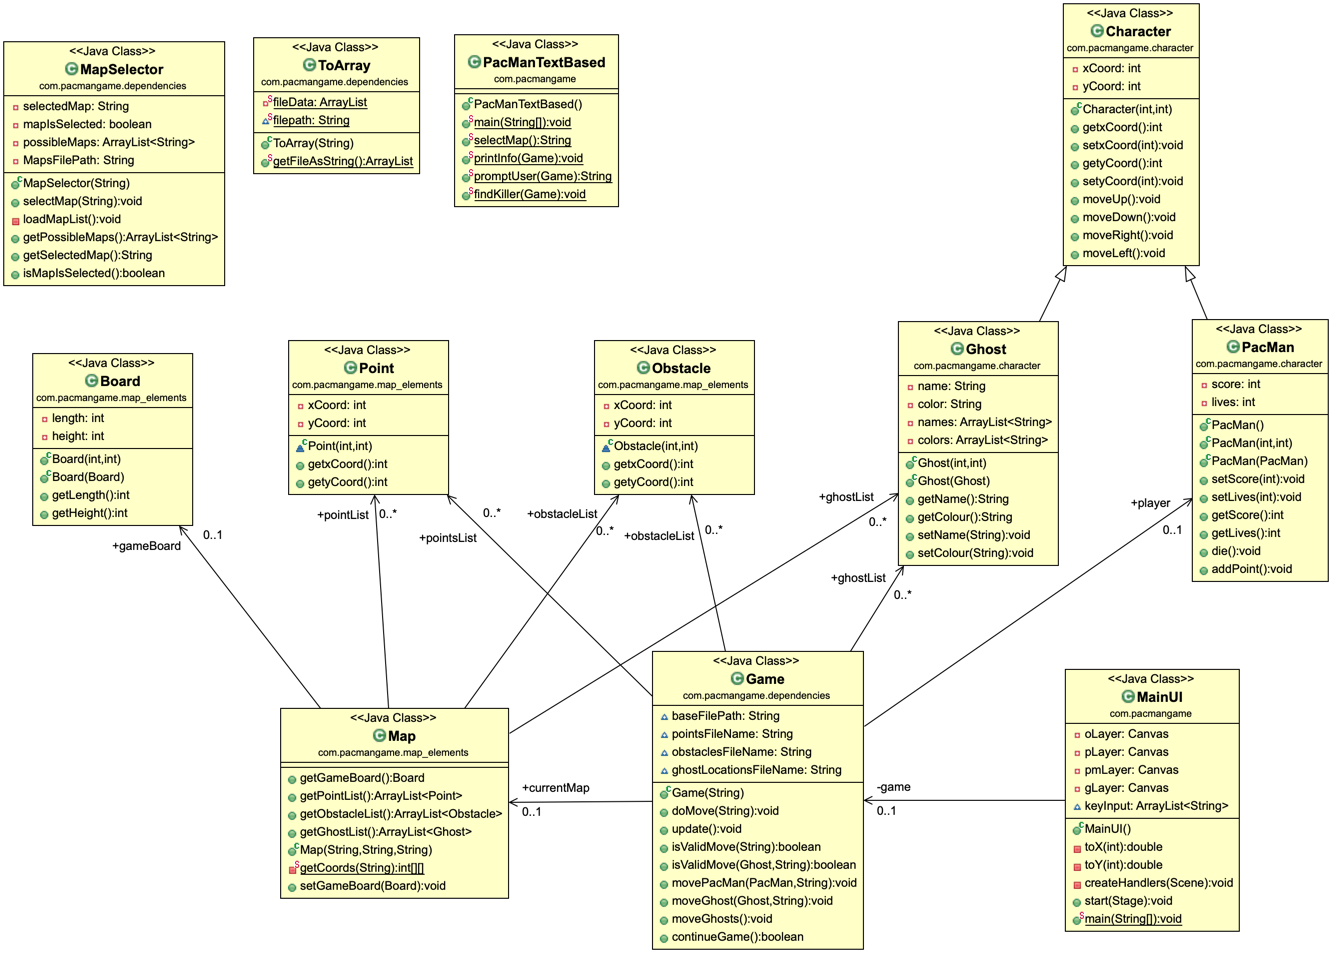 <<Java Class>>
MapSelector
com.pacmangame.dependencies
selectedMap: String
mapIsSelected: boolean
possibleMaps: ArrayList<String>
MapsFilePath: String
MapSelector(String)
selectMap(String):void
loadMapList():void
getPossibleMaps():ArrayList<String>
getSelectedMap():String
isMapIsSelected():boolean
<<Java Class>>
ToArray
com.pacmangame.dependencies
fileData: ArrayList
filepath: String
ToArray(String)
getFileAsString():ArrayList
<<Java Class>>
PacManTextBased
com.pacmangame
PacManTextBased()
main(String[]):void
selectMap():String
printInfo(Game):void
promptUser(Game):String
findKiller(Game):void
<<Java Class>>
Character
com.pacmangame.character
xCoord: int
yCoord: int
Character(int,int)
getxCoord():int
setxCoord(int):void
getyCoord():int
setyCoord(int):void
moveUp():void
moveDown():void
moveRight():void
moveLeft():void
<<Java Class>>
Board
com.pacmangame.map_elements
length: int
height: int
Board(int,int)
Board(Board)
getLength():int
getHeight():int
<<Java Class>>
Point
com.pacmangame.map_elements
xCoord: int
yCoord: int
Point(int,int)
getxCoord():int
getyCoord():int
<<Java Class>>
Obstacle
com.pacmangame.map_elements
xCoord: int
yCoord: int
Obstacle(int,int)
getxCoord():int
getyCoord():int
<<Java Class>>
Ghost
com.pacmangame.character
name: String
color: String
names: ArrayList<String>
colors: ArrayList<String>
Ghost(int,int)
Ghost(Ghost)
getName():String
getColour():String
setName(String):void
setColour(String):void
<<Java Class>>
PacMan
com.pacmangame.character
score: int
lives: int
PacMan()
PacMan(int,int)
PacMan(PacMan)
setScore(int):void
setLives(int):void
getScore():int
getLives():int
die():void
addPoint():void
+gameBoard
0..1
+pointList
0..*
+pointsList
0..*
+obstacleList
0..*
+obstacleList
0..*
+ghostList
0..*
+ghostList
0..*
+player
0..1
<<Java Class>>
Map
com.pacmangame.map_elements
getGameBoard():Board
getPointList():ArrayList<Point>
getObstacleList():ArrayList<Obstacle>
getGhostList():ArrayList<Ghost>
Map(String,String,String)
getCoords(String):int[][]
setGameBoard(Board):void
+currentMap
0..1
<<Java Class>>
Game
com.pacmangame.dependencies
baseFilePath: String
pointsFileName: String
obstaclesFileName: String
ghostLocationsFileName: String
Game(String)
doMove(String):void
update():void
isValidMove(String):boolean
isValidMove(Ghost,String):boolean
movePacMan(PacMan,String):void
moveGhost(Ghost,String):void
moveGhosts():void
continueGame():boolean
-game
0..1
<<Java Class>>
MainUI
com.pacmangame
oLayer: Canvas
pLayer: Canvas
pmLayer: Canvas
gLayer: Canvas
keyInput: ArrayList<String>
MainUI()
toX(int):double
toY(int):double
createHandlers(Scene):void
start(Stage):void
main(String[]):void